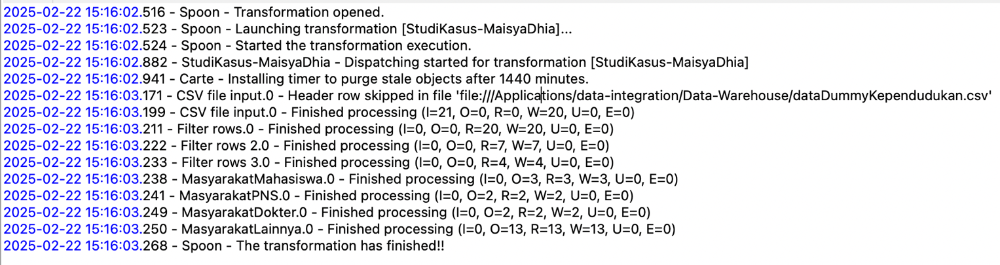 2025-02-22 15:16:02.516 - Spoon - Transformation opened.
2025-02-22 15:16:02.523 - Spoon - Launching transformation [StudiKasus-MaisyaDhia]...
2025-02-22 15:16:02.524 - Spoon - Started the transformation execution.
2025-02-22 15:16:02.882 - StudiKasus-MaisyaDhia - Dispatching started for transformation [StudiKasus-MaisyaDhia]
2025-02-22 15:16:02.941 - Carte - Installing timer to purge stale objects after 1440 minutes.
2025-02-22 15:16:03.171 - CSV file input.0 - Header row skipped in file 'file:///Applications/data-integration/Data-Warehouse/dataDummyKependudukan.csv'
2025-02-22 15:16:03.199 - CSV file input.0 - Finished processing (I=21, O=0, R=0, W=20, U=0, E=0)
2025-02-22 15:16:03.211 - Filter rows.0 - Finished processing (I=0, O=0, R=20, W=20, U=0, E=0)
2025-02-22 15:16:03.222 - Filter rows 2.0 - Finished processing (I=0, O=0, R=7, W=7, U=0, E=0)
2025-02-22 15:16:03.233 - Filter rows 3.0 - Finished processing (I=0, O=0, R=4, W=4, U=0, E=0)
2025-02-22 15:16:03.238 - MasyarakatMahasiswa.0 - Finished processing (I=0, O=3, R=3, W=3, U=0, E=0)
2025-02-22 15:16:03.241 - MasyarakatPNS.0 - Finished processing (I=0, O=2, R=2, W=2, U=0, E=0)
2025-02-22 15:16:03.249 - MasyarakatDokter.0 - Finished processing (I=0, O=2, R=2, W=2, U=0, E=0)
2025-02-22 15:16:03.250 - MasyarakatLainnya.0 - Finished processing (I=0, O=13, R=13, W=13, U=0, E=0)
2025-02-22 15:16:03.268 - Spoon - The transformation has finished!!